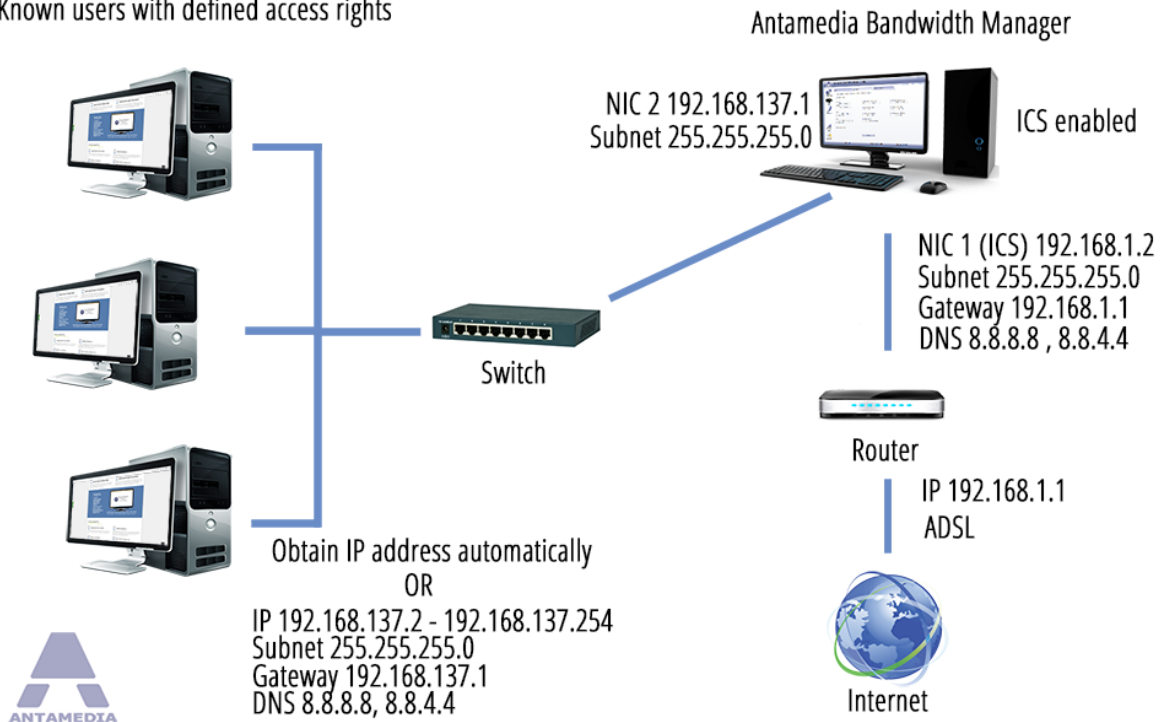 Known users with defined access rights
Antamedia Bandwidth Manager
NIC 2 192.168.137.1
Subnet 255.255.255.0
ICS enabled
NIC 1 (ICS) 192.168.1.2
Subnet 255.255.255.0
Gateway 192.168.1.1
DNS 8.8.8.8 , 8.8.4.4
Switch
Router
IP 192.168.1.1
ADSL
Obtain IP address automatically
OR
IP 192.168.137.2 - 192.168.137.254
Subnet 255.255.255.0
Gateway 192.168.137.1
DNS 8.8.8.8, 8.8.4.4
Internet
ANTAMEDIA